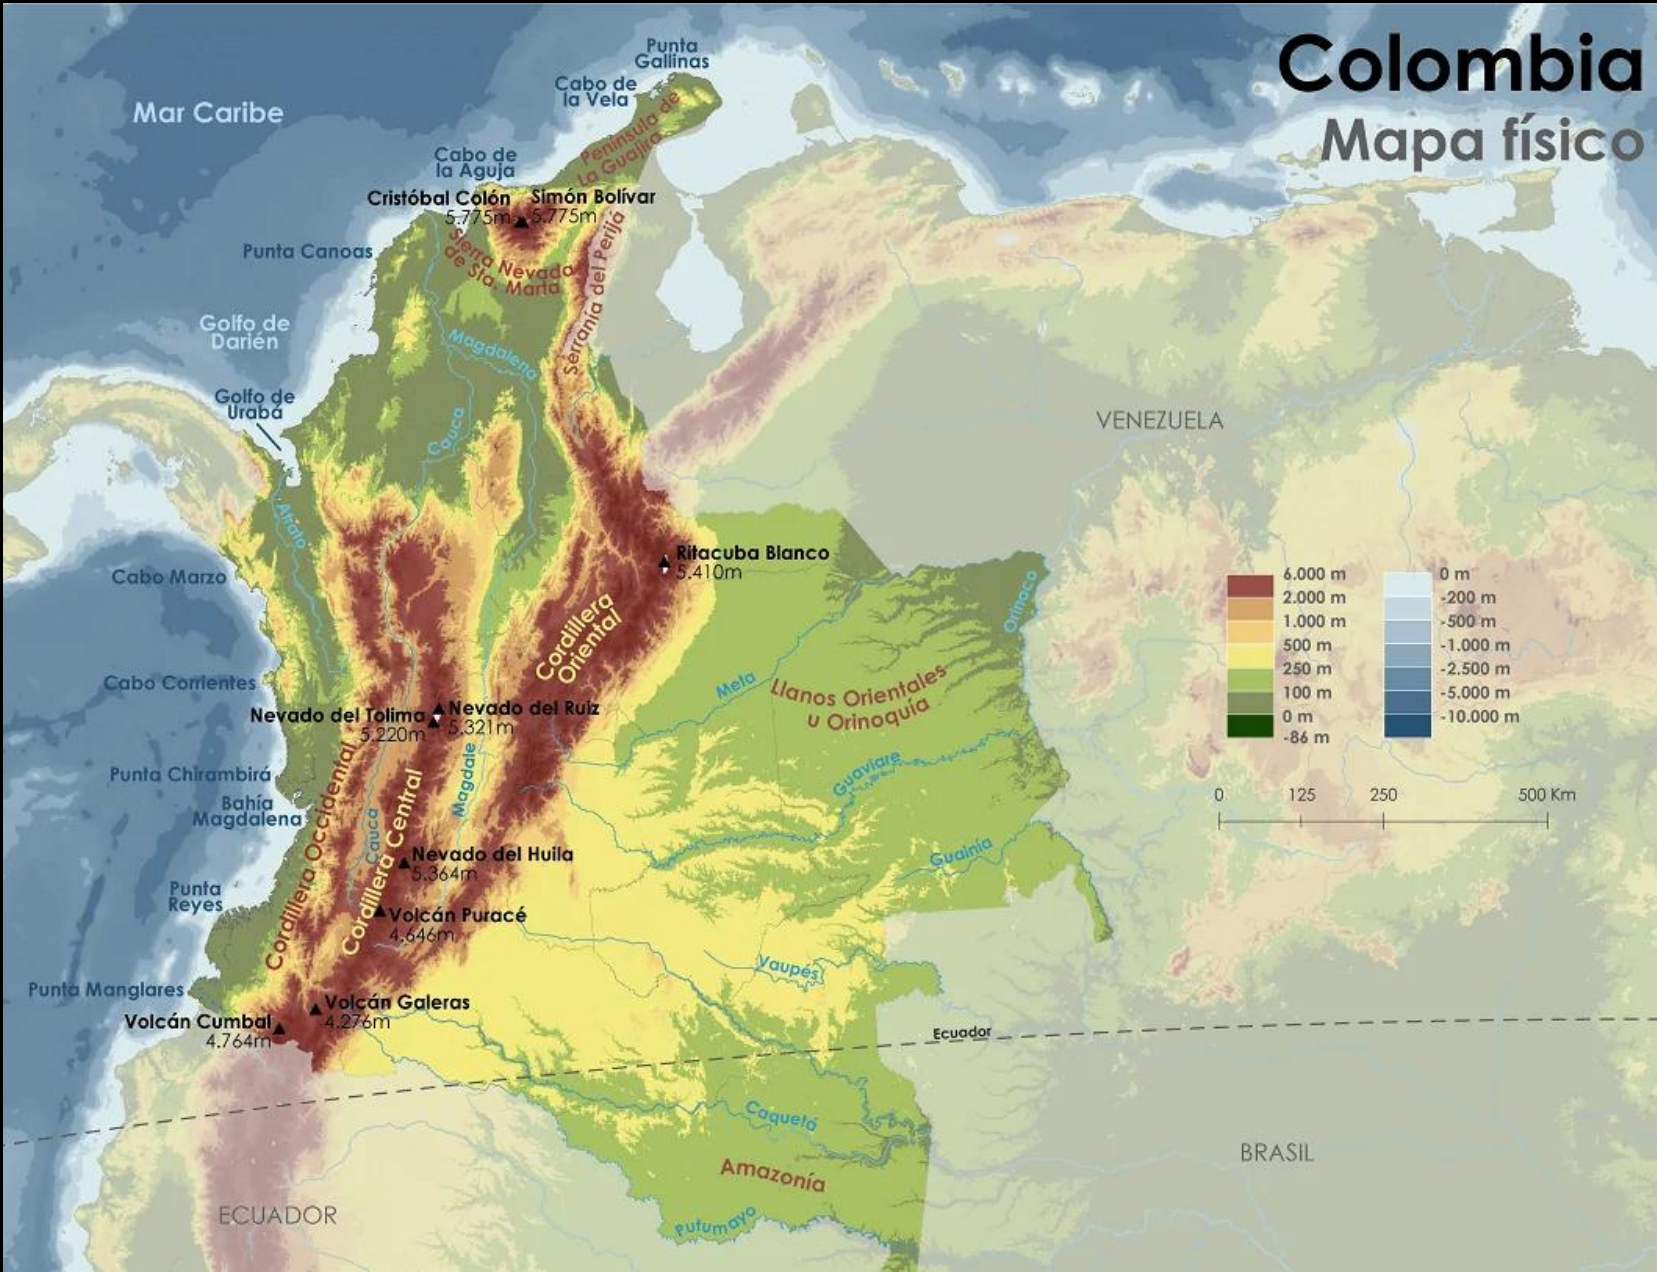 Colombia
Mapa físico
Punta
Gallinas
Cabo de
la Vela
Mar Caribe
Península de
La Guajira
Cabo de
la Aguja
Cristóbal Colón
5.775m
Simón Bolívar
5.775m
Punta Canoas
Sierra Nevada
de Sta. Marta
Serranía del Perijá
Golfo de
Darién
Magdalena
Golfo de
Urabá
Cauca
VENEZUELA
Atrato
Cabo Marzo
Ritacuba Blanco
5.410m
Orinoco
Cordillera
Oriental
Cabo Corrientes
Meta
Llanos Orientales
u Orinoquía
Nevado del Tolima
5.220m
Nevado del Ruiz
5.321m
Guaviare
Punta Chirambirá
Bahía
Magdalena
Magdale
Cordillera Occidental
Cauca
Cordillera Central
Nevado del Huila
5.364m
Guainía
Punta
Reyes
Volcán Puracé
4.646m
Vaupés
Punta Manglares
Volcán Galeras
4.276m
Volcán Cumbal
4.764m
Ecuador
Caquetá
Amazonía
Putumayo
ECUADOR
BRASIL
6.000 m
2.000 m
1.000 m
500 m
250 m
100 m
0 m
-86 m
0 m
-200 m
-500 m
-1.000 m
-2.500 m
-5.000 m
-10.000 m
0 125 250 500 Km